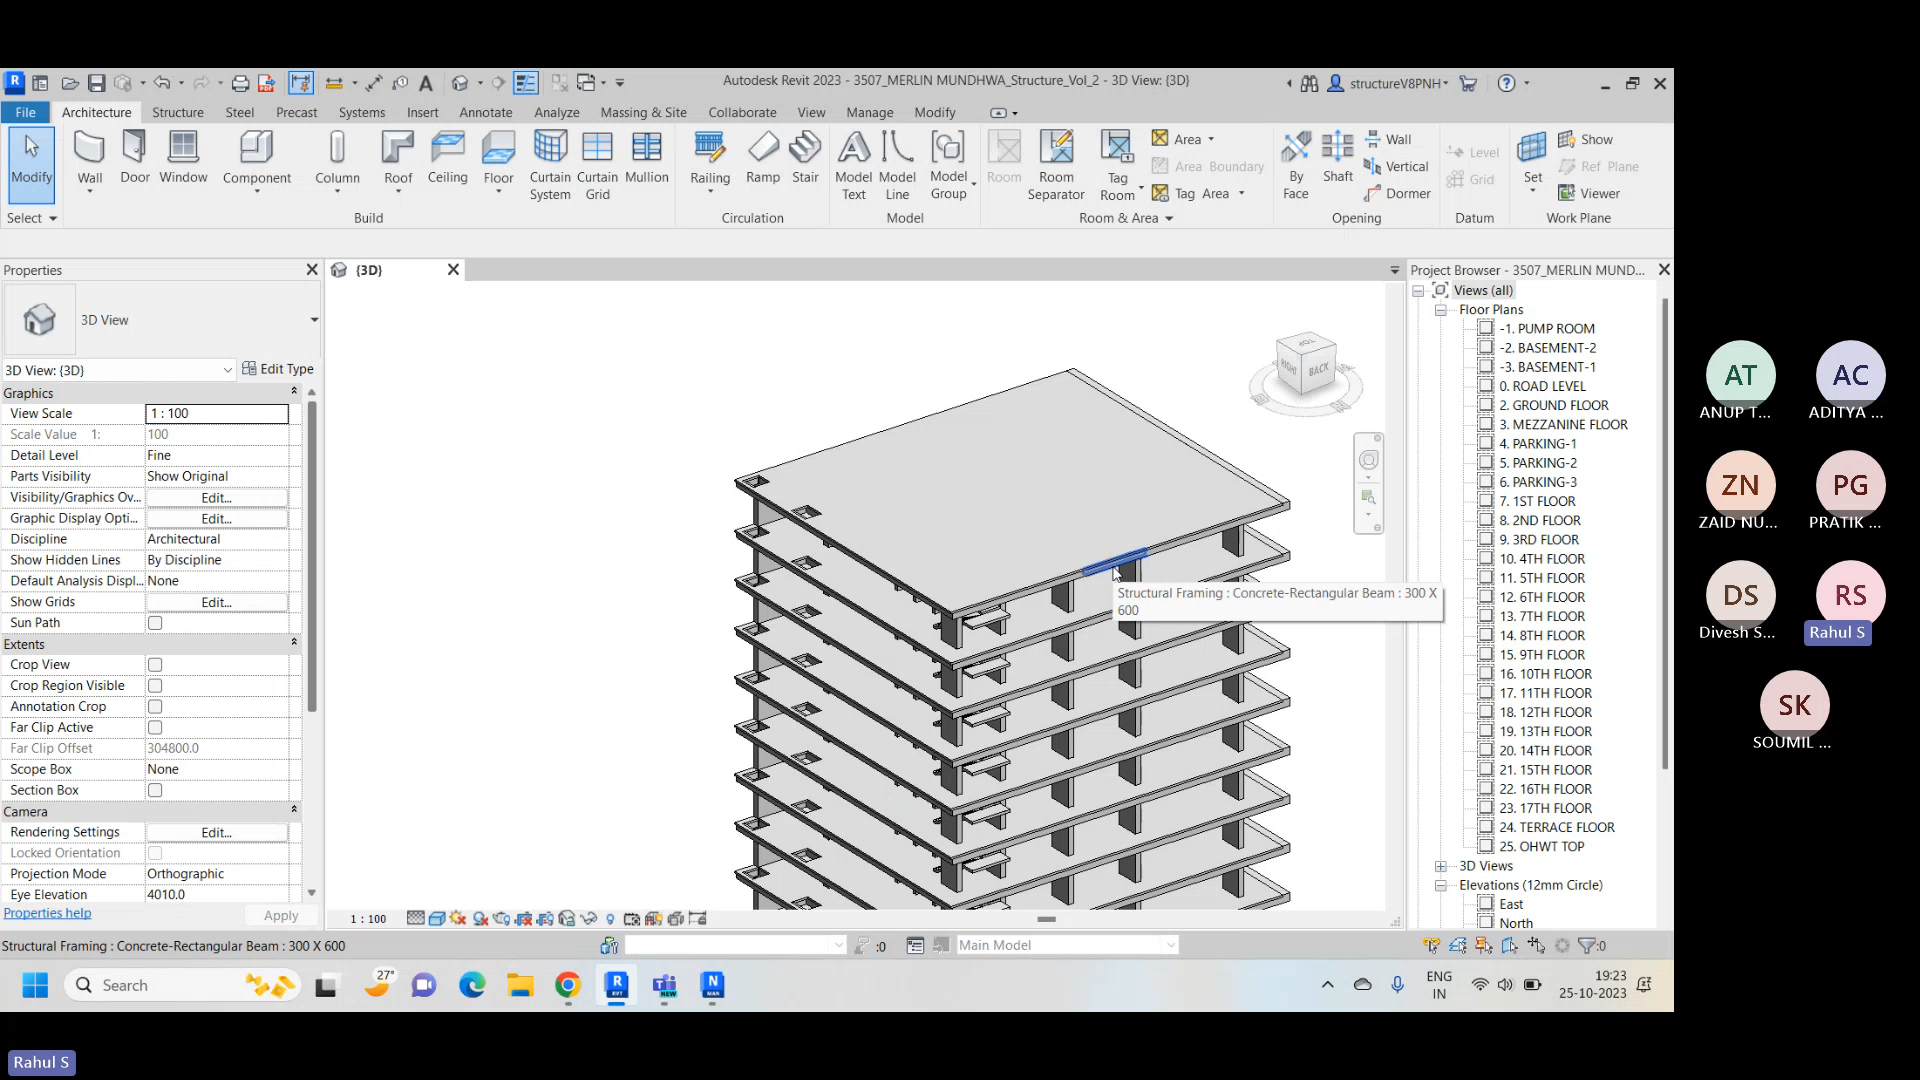 Autodesk Revit 2023 - 3507_MERLIN MUNDHWA_Structure_Vol_2 - 3D View: {3D}
structureV8PNH
File Architecture Structure Steel Precast Systems Insert Annotate Analyze Massing & Site Collaborate View Manage Modify
Modify
Wall
Door
Window
Component
Column
Roof
Ceiling
Floor
Curtain System
Curtain Grid
Mullion
Railing
Ramp
Stair
Model Text
Model Line
Model Group
Room
Room Separator
Tag Room
Area
Area Boundary
Tag Area
By Face
Shaft
Wall
Vertical
Dormer
Level
Grid
Set
Show
Ref Plane
Viewer
Select Build Circulation Model Room & Area Opening Datum Work Plane
Properties
3D View
3D View: {3D} Edit Type
Graphics
View Scale 1 : 100
Scale Value 1: 100
Detail Level Fine
Parts Visibility Show Original
Visibility/Graphics Ov... Edit...
Graphic Display Opti... Edit...
Discipline Architectural
Show Hidden Lines By Discipline
Default Analysis Displ... None
Show Grids Edit...
Sun Path
Extents
Crop View
Crop Region Visible
Annotation Crop
Far Clip Active
Far Clip Offset 304800.0
Scope Box None
Section Box
Camera
Rendering Settings Edit...
Locked Orientation
Projection Mode Orthographic
Eye Elevation 4010.0
Properties help Apply
{3D}
TOP
RIGHT
BACK
Structural Framing : Concrete-Rectangular Beam : 300 X
600
1 : 100
Project Browser - 3507_MERLIN MUND...
Views (all)
Floor Plans
-1. PUMP ROOM
-2. BASEMENT-2
-3. BASEMENT-1
0. ROAD LEVEL
2. GROUND FLOOR
3. MEZZANINE FLOOR
4. PARKING-1
5. PARKING-2
6. PARKING-3
7. 1ST FLOOR
8. 2ND FLOOR
9. 3RD FLOOR
10. 4TH FLOOR
11. 5TH FLOOR
12. 6TH FLOOR
13. 7TH FLOOR
14. 8TH FLOOR
15. 9TH FLOOR
16. 10TH FLOOR
17. 11TH FLOOR
18. 12TH FLOOR
19. 13TH FLOOR
20. 14TH FLOOR
21. 15TH FLOOR
22. 16TH FLOOR
23. 17TH FLOOR
24. TERRACE FLOOR
25. OHWT TOP
3D Views
Elevations (12mm Circle)
East
North
Structural Framing : Concrete-Rectangular Beam : 300 X 600
:0
Main Model
:0
Search
27°
ENG
IN
19:23
25-10-2023
AT
ANUP T...
AC
ADITYA ...
ZN
ZAID NU...
PG
PRATIK ...
DS
Divesh S...
RS
Rahul S
SK
SOUMIL ...
Rahul S